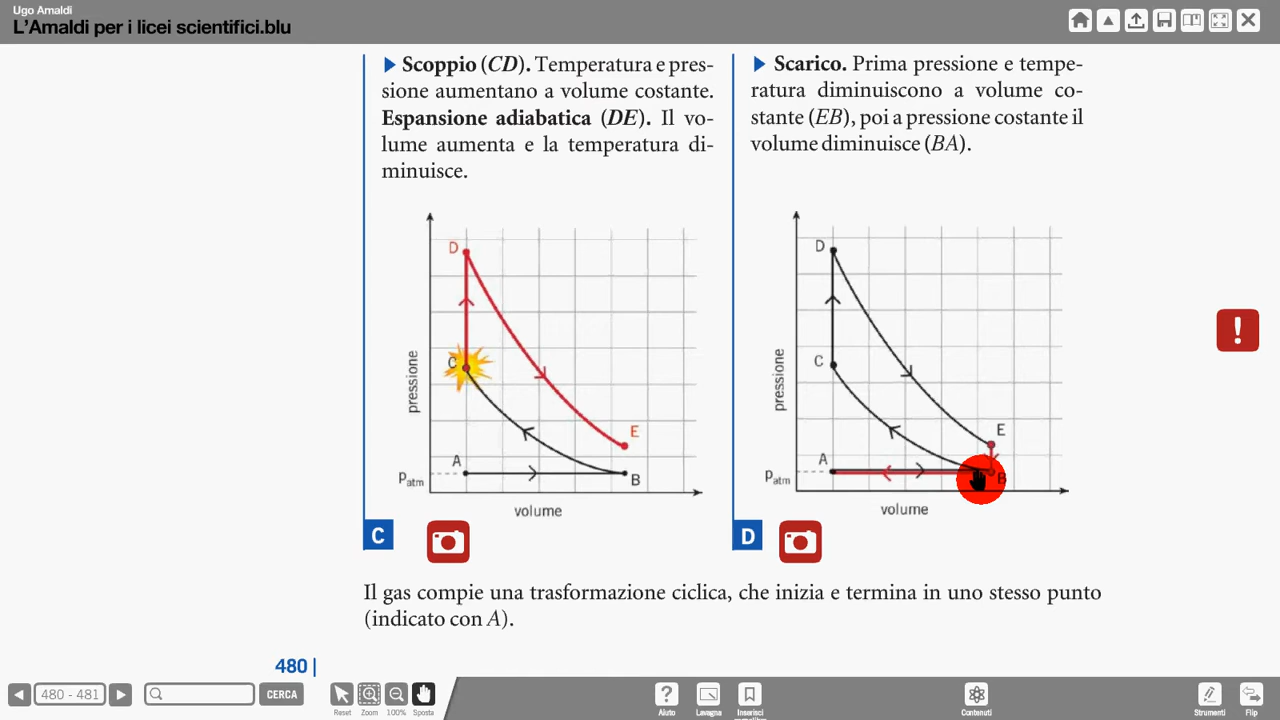 Ugo Amaldi
L'Amaldi per i licei scientifici.blu
▶ Scoppio (CD). Temperatura e pres-
sione aumentano a volume costante.
Espansione adiabatica (DE). Il vo-
lume aumenta e la temperatura di-
minuisce.
▶ Scarico. Prima pressione e tempe-
ratura diminuiscono a volume co-
stante (EB), poi a pressione costante il
volume diminuisce (BA).
D
C
E
A
B
pressione
patm
volume
C
D
C
E
A
B
pressione
patm
volume
D
Il gas compie una trasformazione ciclica, che inizia e termina in uno stesso punto
(indicato con A).
480
480 - 481
CERCA
Reset
Zoom
100%
Sposta
Aiuto
Lavagna
Inserisci
Contenuti
Strumenti
Flip